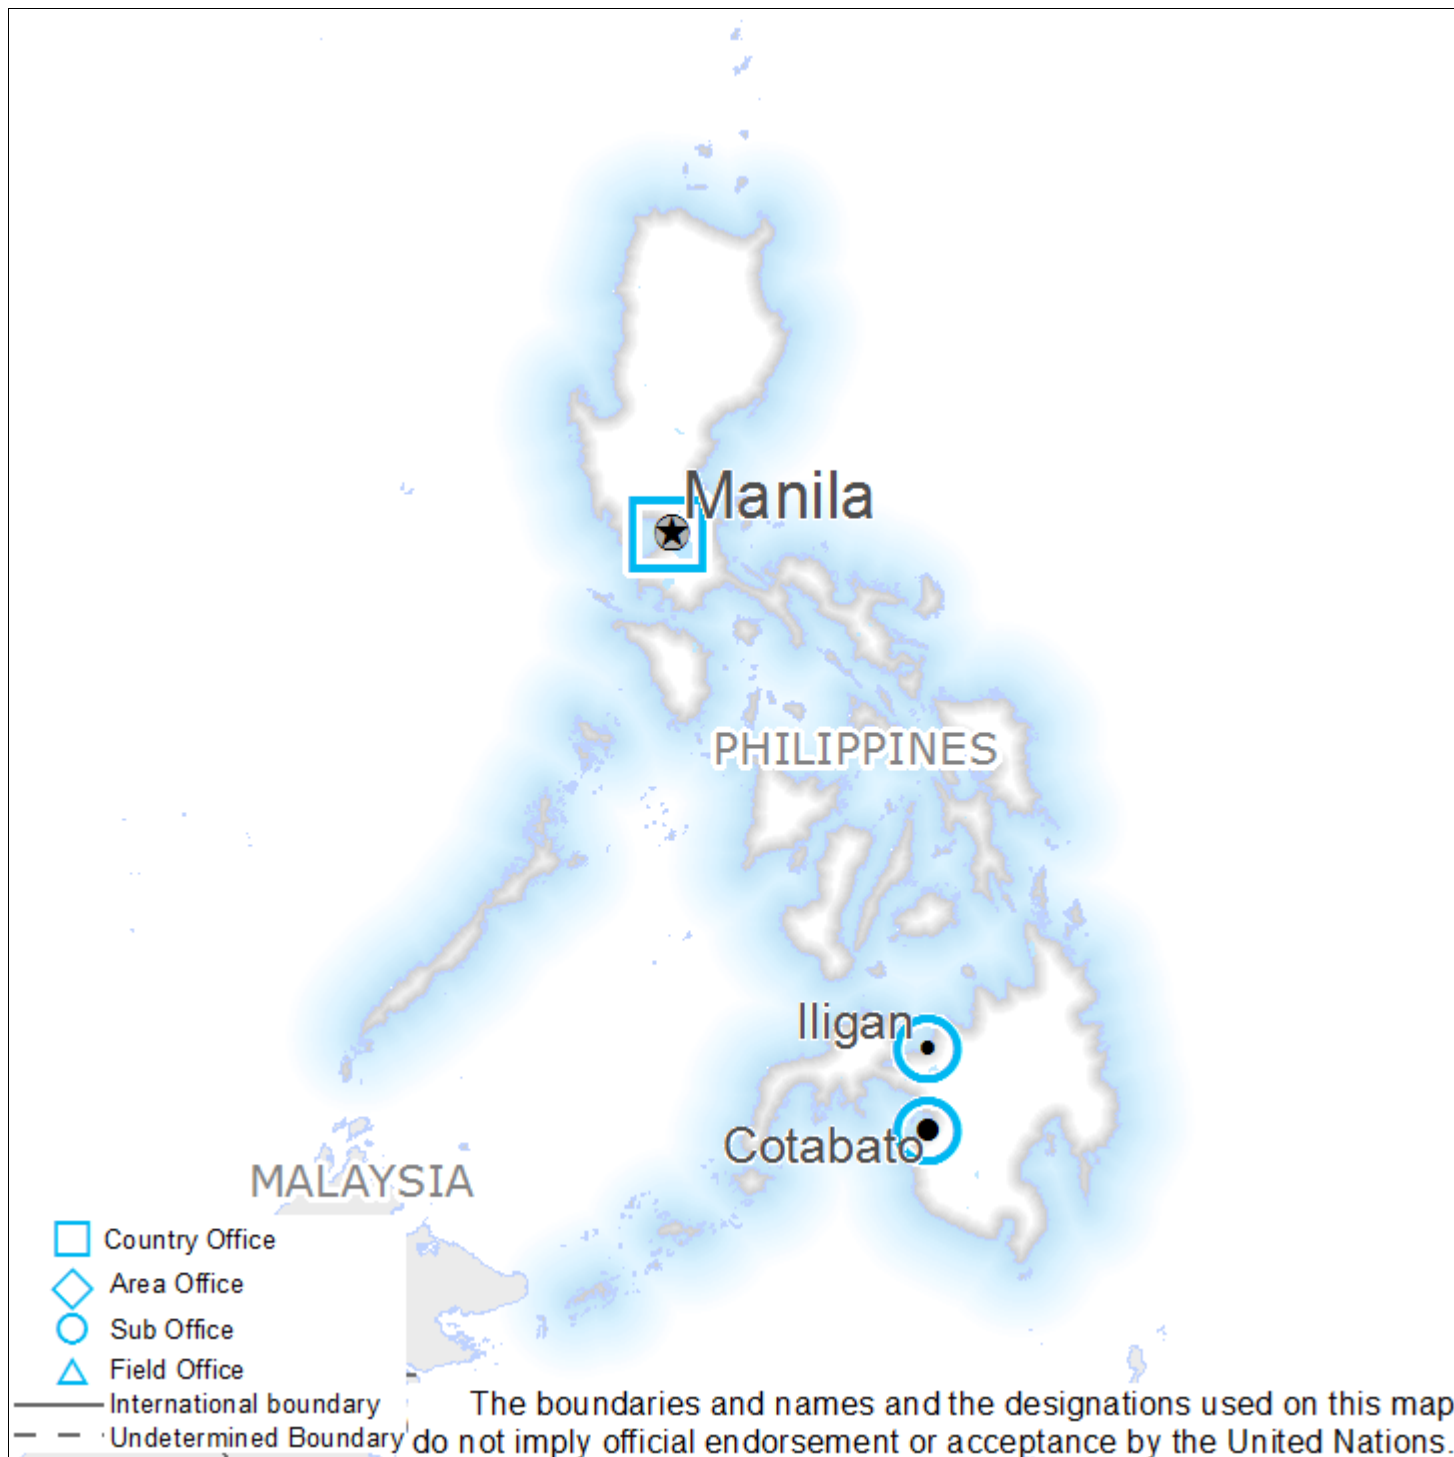 Manila
PHILIPPINES
Iligan
Cotabato
MALAYSIA
Country Office
Area Office
Sub Office
Field Office
International boundary
Undetermined Boundary
The boundaries and names and the designations used on this map
do not imply official endorsement or acceptance by the United Nations.